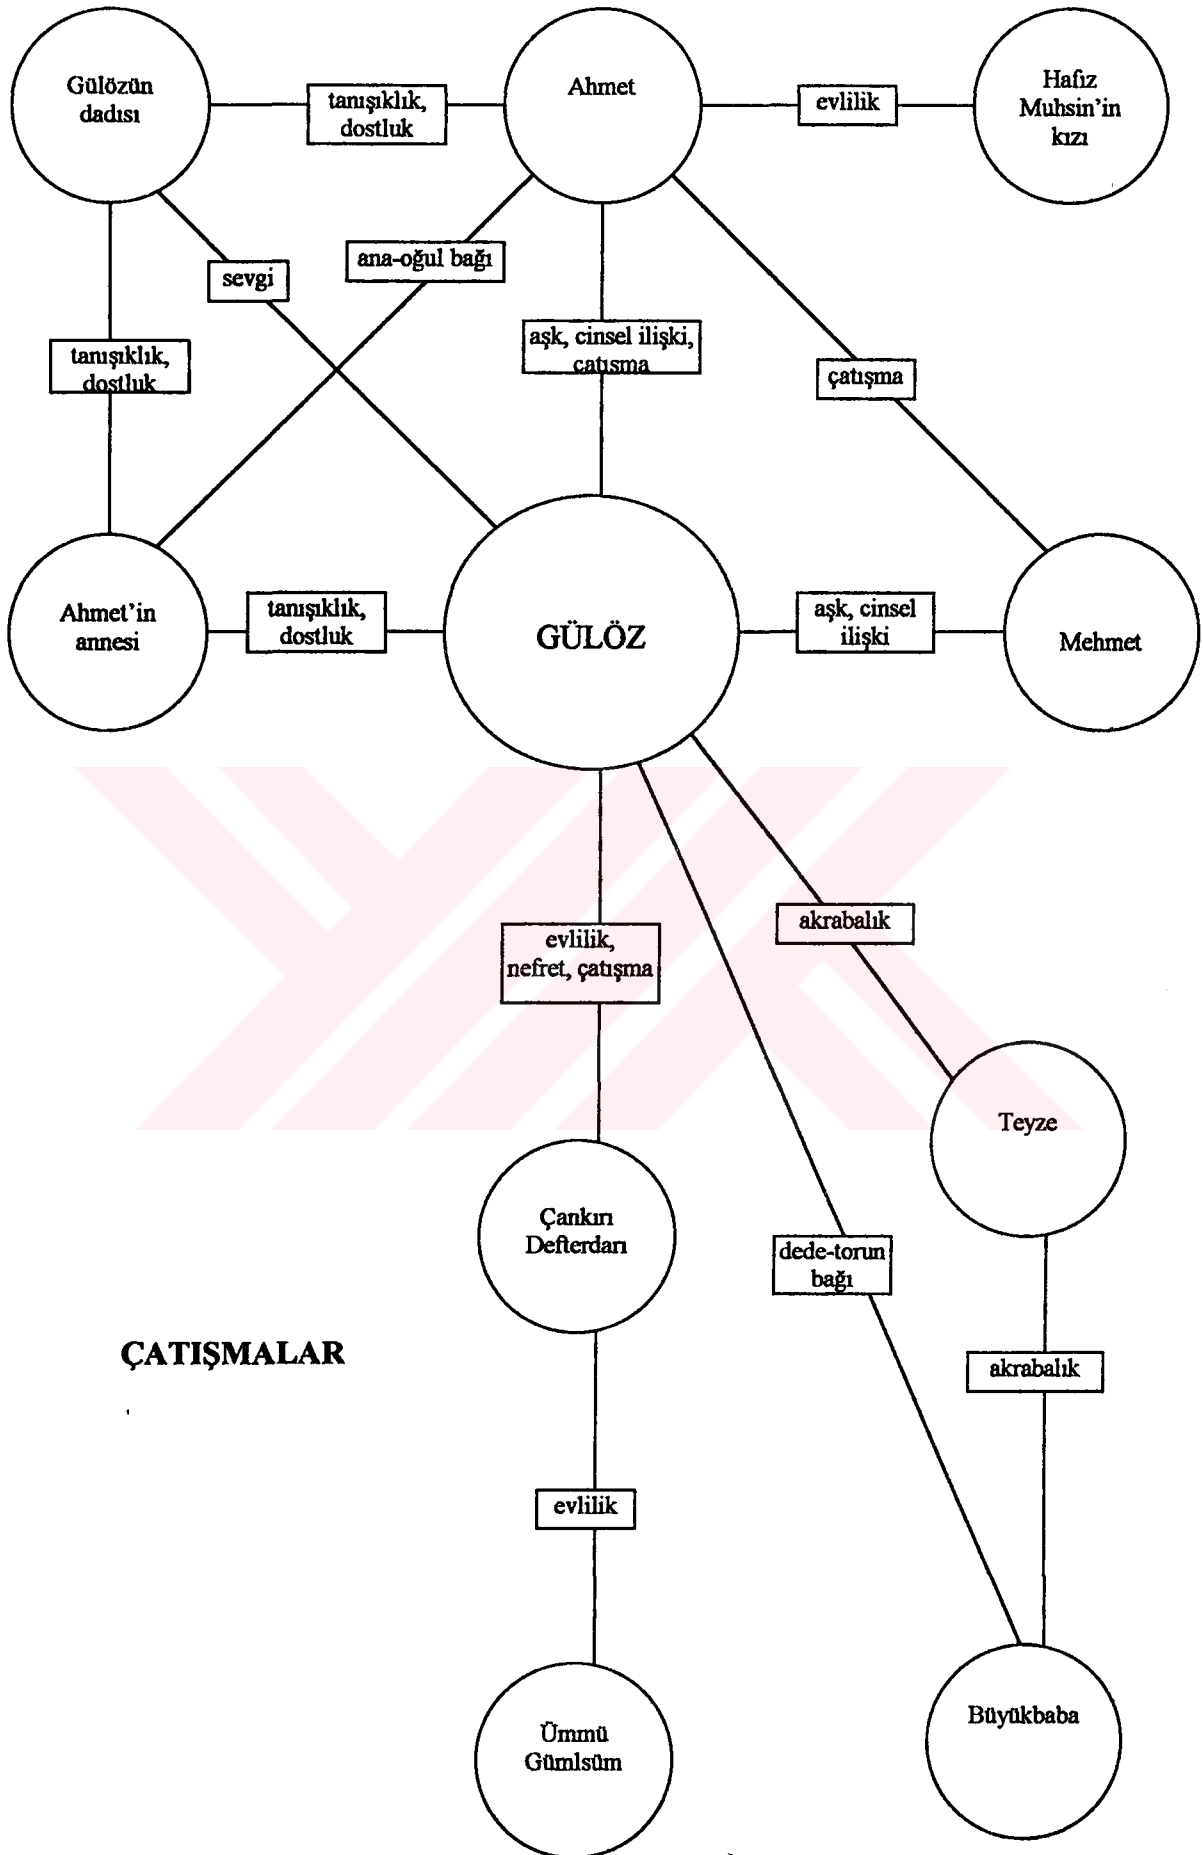 Gülözün
dadısı
tanışıklık,
dostluk
Ahmet
evlilik
Hafız
Muhsin'in
kızı
sevgi
ana-oğul bağı
tanışıklık,
dostluk
aşk, cinsel ilişki,
çatışma
çatışma
Ahmet'in
annesi
tanışıklık,
dostluk
GÜLÖZ
aşk, cinsel
ilişki
Mehmet
evlilik,
nefret, çatışma
akrabalık
Teyze
Çankırı
Defterdarı
dede-torun
bağı
ÇATIŞMALAR
akrabalık
evlilik
Ümmü
Gümlsüm
Büyükbaba